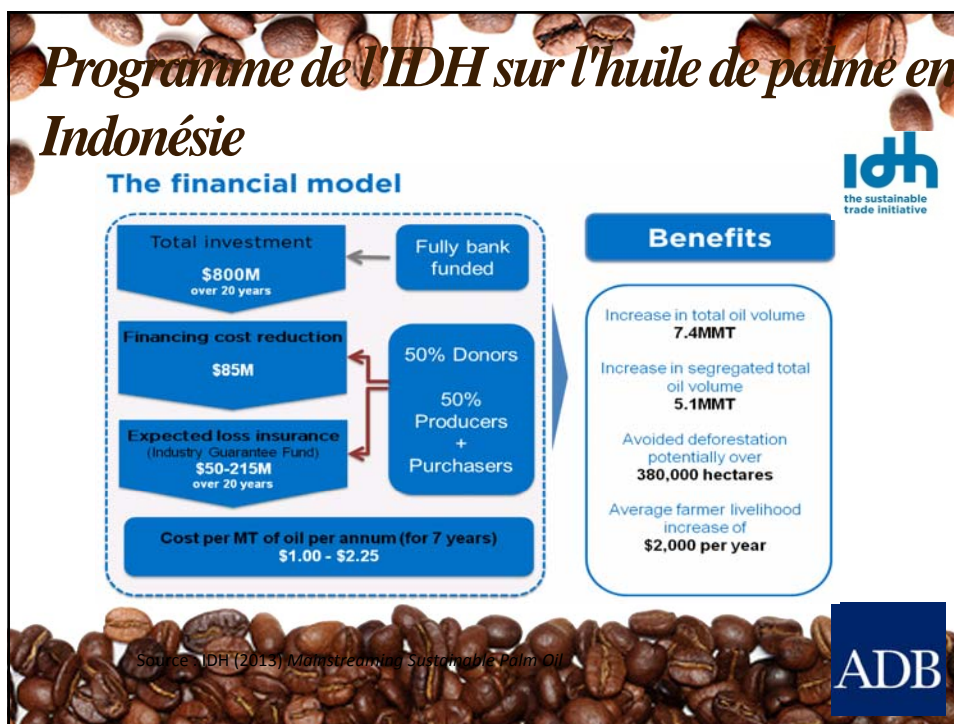 Programme de l'IDH sur l'huile de palme en
Indonésie
idh
the sustainable
trade initiative
The financial model
Total investment
$800M
over 20 years
Fully bank
funded
Financing cost reduction
$85M
50% Donors
50%
Producers
+
Purchasers
Expected loss insurance
(Industry Guarantee Fund)
$50-215M
over 20 years
Cost per MT of oil per annum (for 7 years)
$1.00 - $2.25
Benefits
Increase in total oil volume
7.4MMT
Increase in segregated total
oil volume
5.1MMT
Avoided deforestation
potentially over
380,000 hectares
Average farmer livelihood
increase of
$2,000 per year
Source : IDH (2013) Mainstreaming Sustainable Palm Oil
ADB